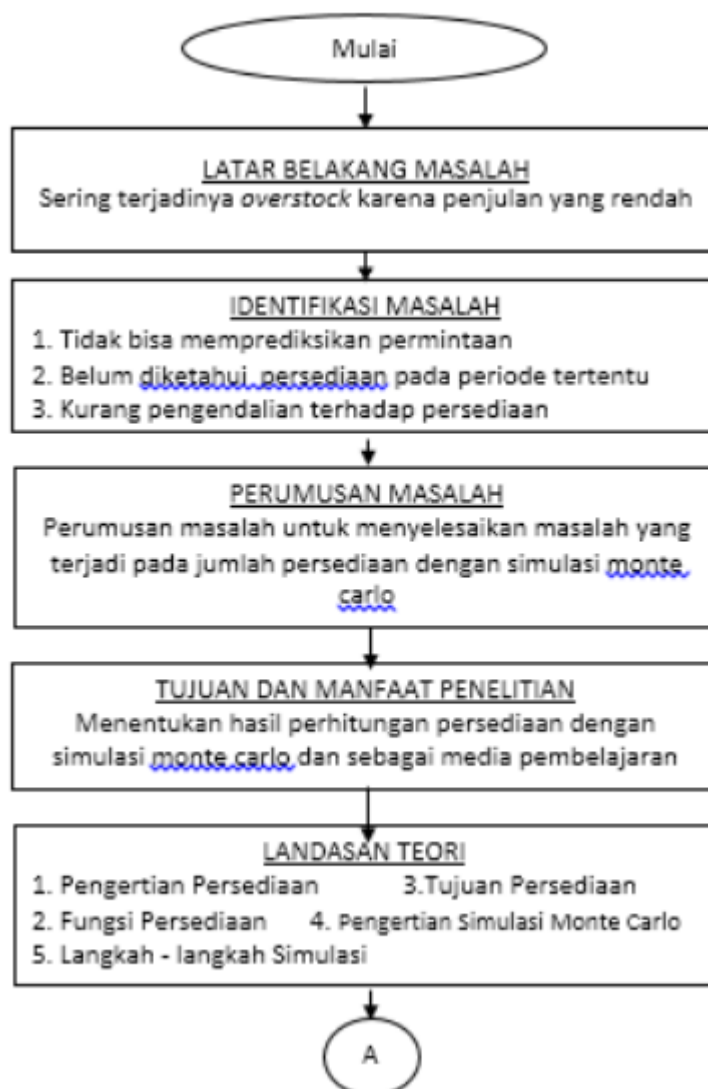 Mulai
LATAR BELAKANG MASALAH
Sering terjadinya overstock karena penjulan yang rendah
IDENTIFIKASI MASALAH
1. Tidak bisa memprediksikan permintaan
2. Belum diketahui persediaan pada periode tertentu
3. Kurang pengendalian terhadap persediaan
PERUMUSAN MASALAH
Perumusan masalah untuk menyelesaikan masalah yang
terjadi pada jumlah persediaan dengan simulasi monte
carlo
TUJUAN DAN MANFAAT PENELITIAN
Menentukan hasil perhitungan persediaan dengan
simulasi monte carlo dan sebagai media pembelajaran
LANDASAN TEORI
1. Pengertian Persediaan 3.Tujuan Persediaan
2. Fungsi Persediaan 4. Pengertian Simulasi Monte Carlo
5. Langkah - langkah Simulasi
A